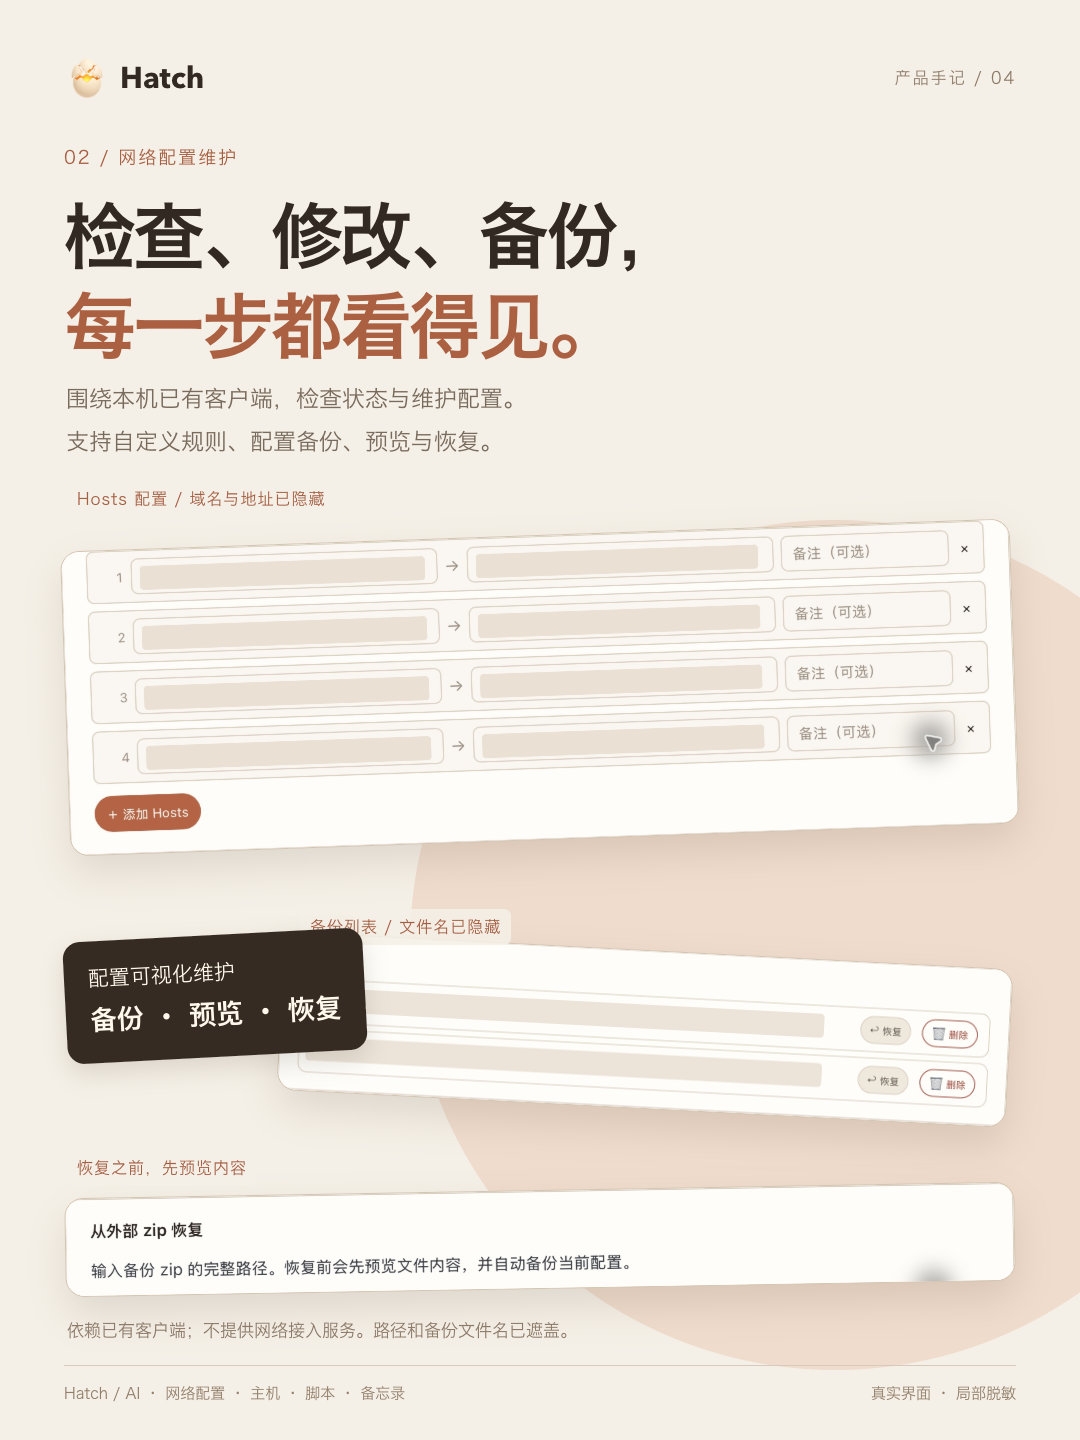 Hatch
产品手记 / 04
02 / 网络配置维护
检查、修改、备份,
每一步都看得见。
围绕本机已有客户端，检查状态与维护配置。
支持自定义规则、配置备份、预览与恢复。
Hosts 配置 / 域名与地址已隐藏
1 → 备注（可选） ×
2 → 备注（可选） ×
3 → 备注（可选） ×
4 → 备注（可选） ×
+ 添加 Hosts
备份列表 / 文件名已隐藏
配置可视化维护
备份 · 预览 · 恢复
↩ 恢复 删除
↩ 恢复 删除
恢复之前，先预览内容
从外部 zip 恢复
输入备份 zip 的完整路径。恢复前会先预览文件内容，并自动备份当前配置。
依赖已有客户端；不提供网络接入服务。路径和备份文件名已遮盖。
Hatch / AI · 网络配置 · 主机 · 脚本 · 备忘录
真实界面 · 局部脱敏